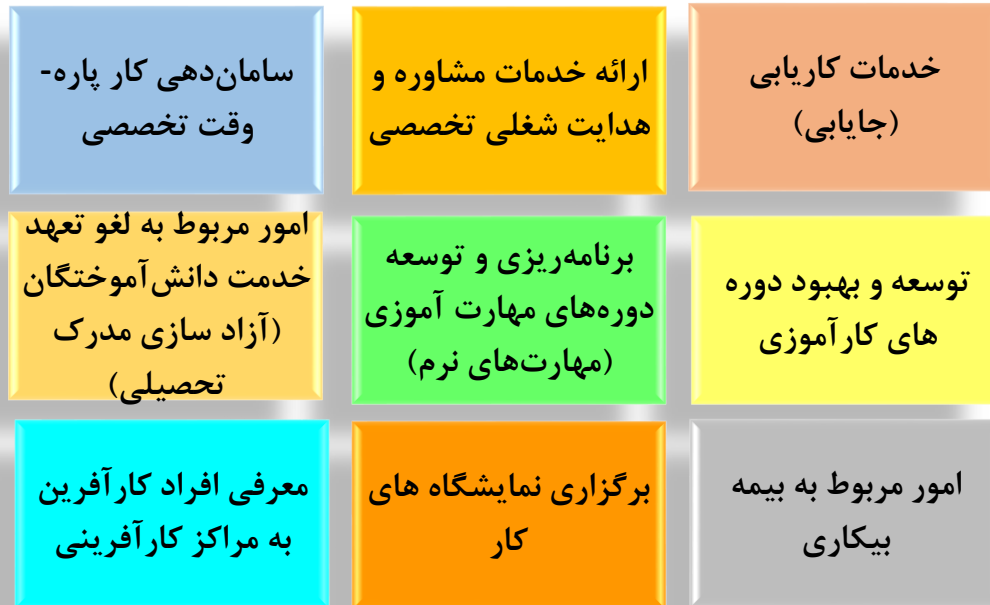 خدمات کاریابی
(جایابی)
ارائه خدمات مشاوره و
هدایت شغلی تخصصی
سامان‌دهی کار پاره-
وقت تخصصی
توسعه و بهبود دوره
های کارآموزی
برنامه‌ریزی و توسعه
دوره‌های مهارت آموزی
(مهارت‌های نرم)
امور مربوط به لغو تعهد
خدمت دانش‌آموختگان
(آزاد سازی مدرک
تحصیلی)
امور مربوط به بیمه
بیکاری
برگزاری نمایشگاه های
کار
معرفی افراد کارآفرین
به مراکز کارآفرینی